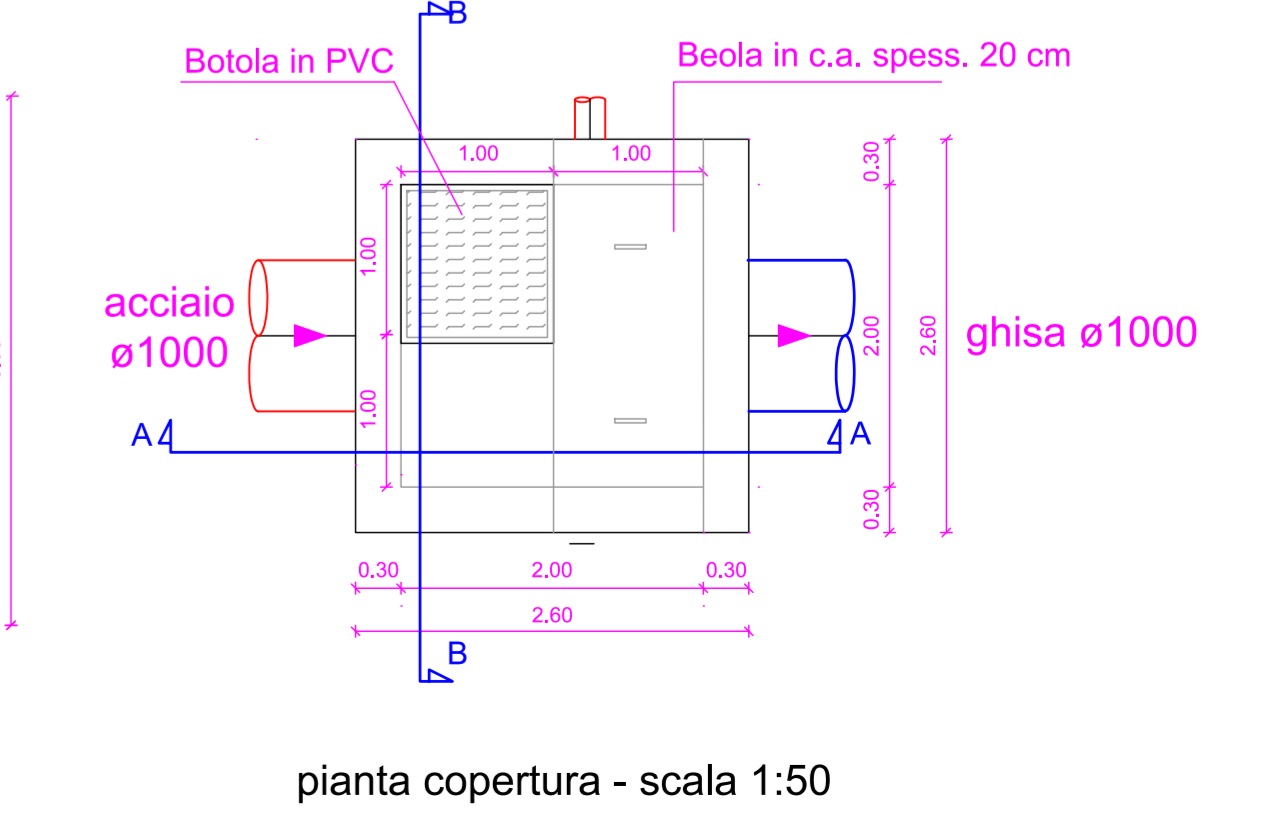 B
Botola in PVC
Beola in c.a. spess. 20 cm
1.00
1.00
0.30
1.00
acciaio
ø1000
2.00
2.60
ghisa ø1000
1.00
A
A
0.30
0.30
2.00
0.30
2.60
B
pianta copertura - scala 1:50